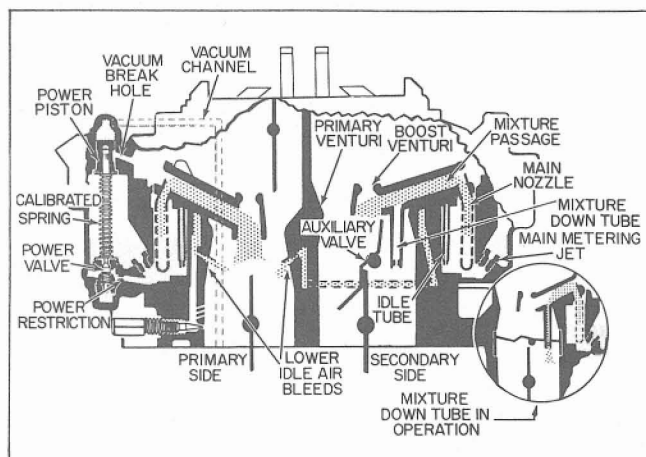 VACUUM
BREAK
HOLE
VACUUM
CHANNEL
POWER
PISTON
PRIMARY
VENTURI
BOOST
VENTURI
MIXTURE
PASSAGE
MAIN
NOZZLE
CALIBRATED
SPRING
AUXILIARY
VALVE
MIXTURE
DOWN TUBE
MAIN METERING
JET
POWER
VALVE
IDLE
TUBE
POWER
RESTRICTION
PRIMARY
SIDE
LOWER
IDLE AIR
BLEEDS
SECONDARY
SIDE
MIXTURE
DOWN TUBE IN
OPERATION